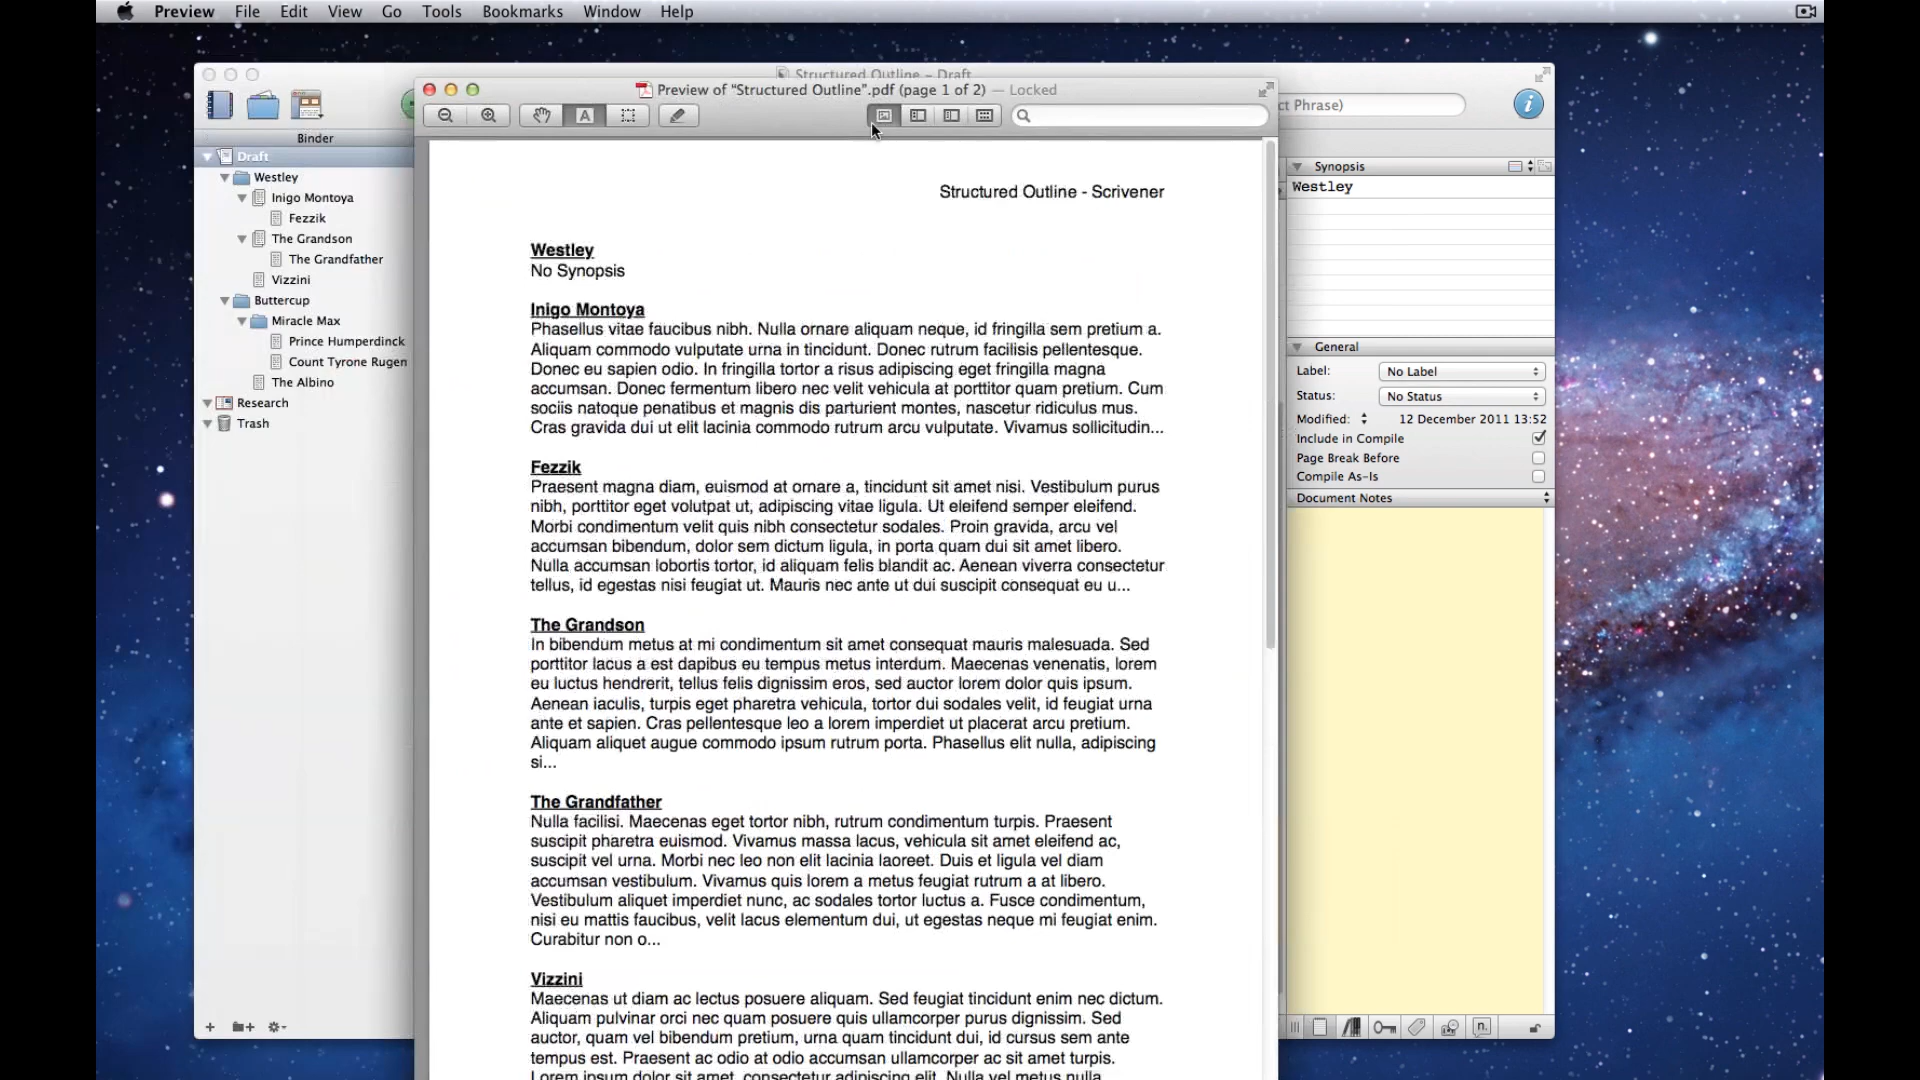 Preview File Edit View Go Tools Bookmarks Window Help
Structured Outline – Draft
Preview of "Structured Outline".pdf (page 1 of 2) — Locked
A
ct Phrase)
i
Binder
Draft
Westley
Inigo Montoya
Fezzik
The Grandson
The Grandfather
Vizzini
Buttercup
Miracle Max
Prince Humperdinck
Count Tyrone Rugen
The Albino
Research
Trash
Structured Outline - Scrivener
Westley
No Synopsis
Inigo Montoya
Phasellus vitae faucibus nibh. Nulla ornare aliquam neque, id fringilla sem pretium a.
Aliquam commodo vulputate urna in tincidunt. Donec rutrum facilisis pellentesque.
Donec eu sapien odio. In fringilla tortor a risus adipiscing eget fringilla magna
accumsan. Donec fermentum libero nec velit vehicula at porttitor quam pretium. Cum
sociis natoque penatibus et magnis dis parturient montes, nascetur ridiculus mus.
Cras gravida dui ut elit lacinia commodo rutrum arcu vulputate. Vivamus sollicitudin...
Fezzik
Praesent magna diam, euismod at ornare a, tincidunt sit amet nisi. Vestibulum purus
nibh, porttitor eget volutpat ut, adipiscing vitae ligula. Ut eleifend semper eleifend.
Morbi condimentum velit quis nibh consectetur sodales. Proin gravida, arcu vel
accumsan bibendum, dolor sem dictum ligula, in porta quam dui sit amet libero.
Nulla accumsan lobortis tortor, id aliquam felis blandit ac. Aenean viverra consectetur
tellus, id egestas nisi feugiat ut. Mauris nec ante ut dui suscipit consequat eu u...
The Grandson
In bibendum metus at mi condimentum sit amet consequat mauris malesuada. Sed
porttitor lacus a est dapibus eu tempus metus interdum. Maecenas venenatis, lorem
eu luctus hendrerit, tellus felis dignissim eros, sed auctor lorem dolor quis ipsum.
Aenean iaculis, turpis eget pharetra vehicula, tortor dui sodales velit, id feugiat urna
ante et sapien. Cras pellentesque leo a lorem imperdiet ut placerat arcu pretium.
Aliquam aliquet augue commodo ipsum rutrum porta. Phasellus elit nulla, adipiscing
si...
The Grandfather
Nulla facilisi. Maecenas eget tortor nibh, rutrum condimentum turpis. Praesent
suscipit pharetra euismod. Vivamus massa lacus, vehicula sit amet eleifend ac,
suscipit vel urna. Morbi nec leo non elit lacinia laoreet. Duis et ligula vel diam
accumsan vestibulum. Vivamus quis lorem a metus feugiat rutrum a at libero.
Vestibulum aliquet imperdiet nunc, ac sodales tortor luctus a. Fusce condimentum,
nisi eu mattis faucibus, velit lacus elementum dui, ut egestas neque mi feugiat enim.
Curabitur non o...
Vizzini
Maecenas ut diam ac lectus posuere aliquam. Sed feugiat tincidunt enim nec dictum.
Aliquam pulvinar orci nec quam posuere quis ullamcorper purus dignissim. Sed
auctor, quam vel bibendum pretium, urna quam tincidunt dui, id cursus sem ante
tempus est. Praesent ac odio at odio accumsan ullamcorper ac sit amet turpis.
Lorem ipsum dolor sit amet, consectetur adipiscing elit. Nulla vel metus nulla
Synopsis
Westley
General
Label: No Label
Status: No Status
Modified: 12 December 2011 13:52
Include in Compile
Page Break Before
Compile As-Is
Document Notes
n.